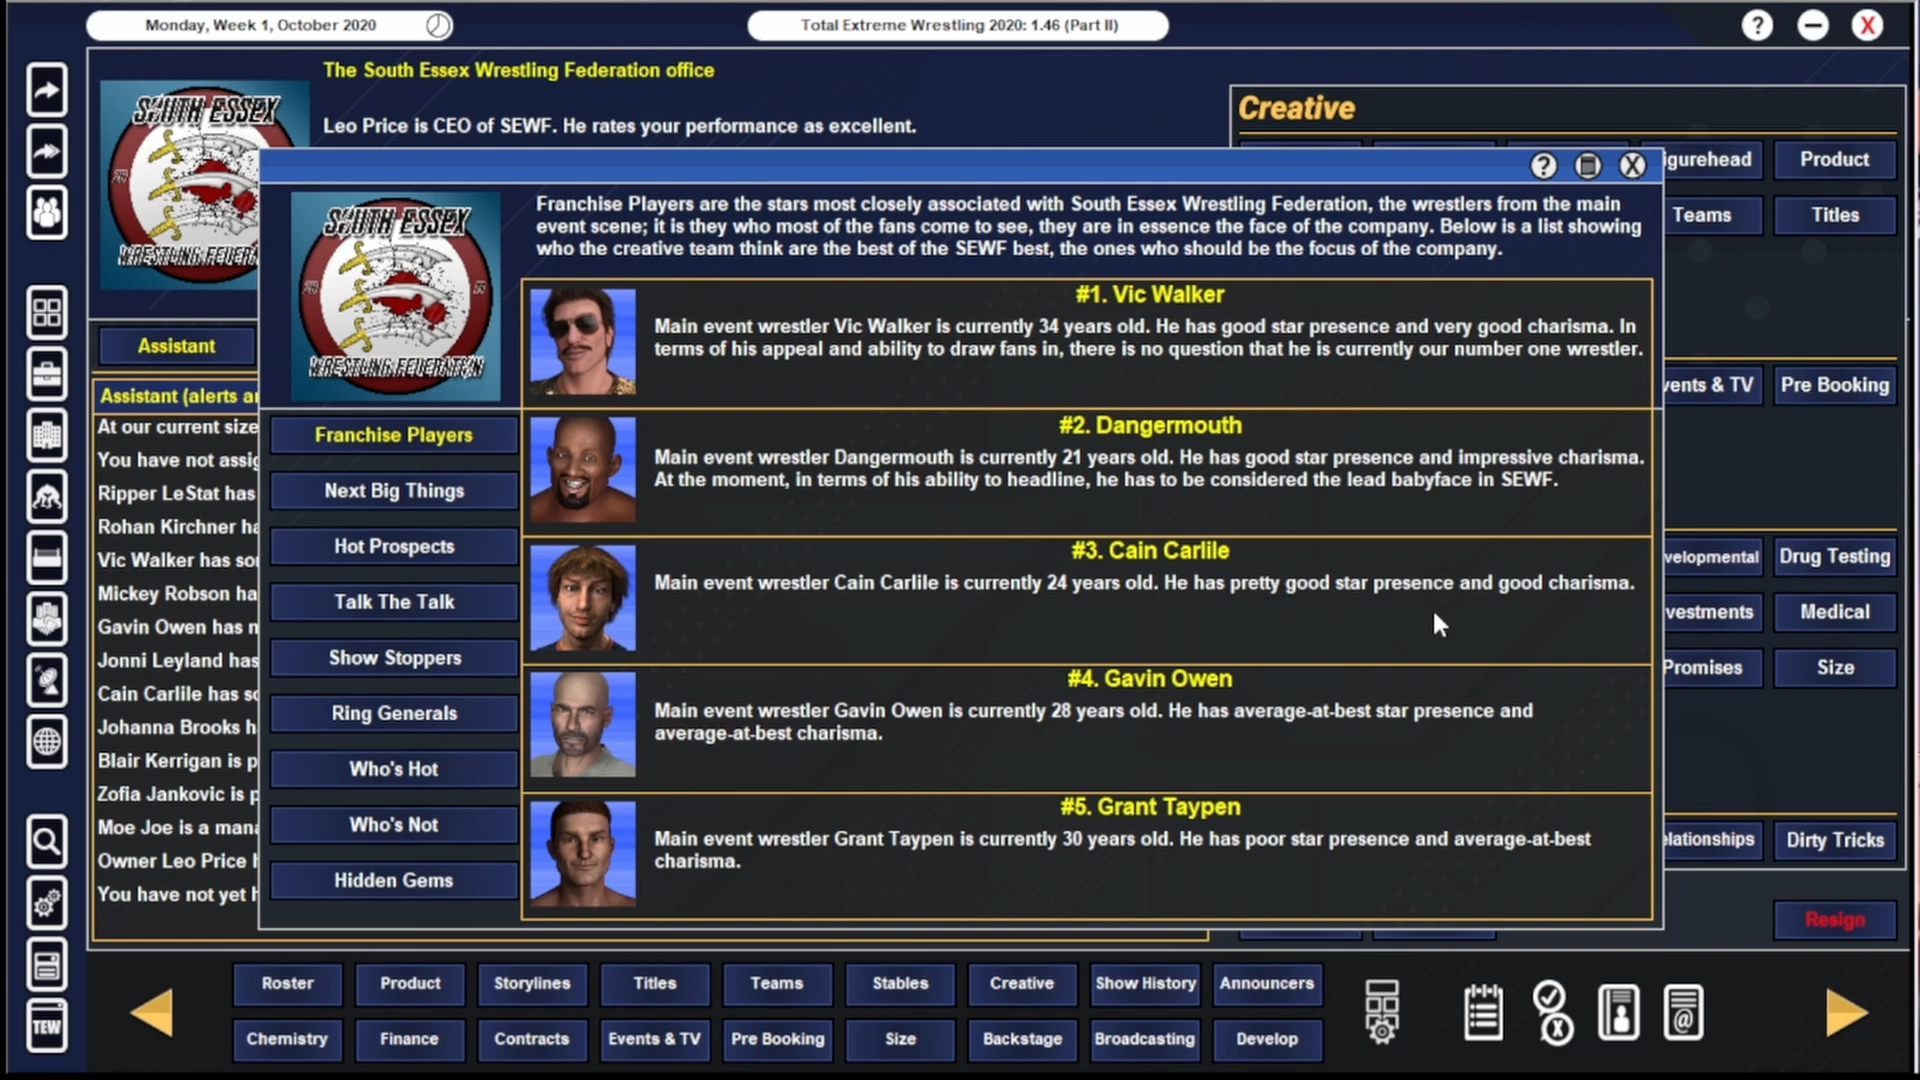 Monday, Week 1, October 2020
Total Extreme Wrestling 2020: 1.46 (Part II)
? – X
The South Essex Wrestling Federation office
Leo Price is CEO of SEWF. He rates your performance as excellent.
SOUTH ESSEX
Creative
igurehead
Product
Teams
Titles
? X
SOUTH ESSEX
WRESTLING FEDERATION
Franchise Players are the stars most closely associated with South Essex Wrestling Federation, the wrestlers from the main
event scene; it is they who most of the fans come to see, they are in essence the face of the company. Below is a list showing
who the creative team think are the best of the SEWF best, the ones who should be the focus of the company.
#1. Vic Walker
Main event wrestler Vic Walker is currently 34 years old. He has good star presence and very good charisma. In
terms of his appeal and ability to draw fans in, there is no question that he is currently our number one wrestler.
#2. Dangermouth
Main event wrestler Dangermouth is currently 21 years old. He has good star presence and impressive charisma.
At the moment, in terms of his ability to headline, he has to be considered the lead babyface in SEWF.
#3. Cain Carlile
Main event wrestler Cain Carlile is currently 24 years old. He has pretty good star presence and good charisma.
#4. Gavin Owen
Main event wrestler Gavin Owen is currently 28 years old. He has average-at-best star presence and
average-at-best charisma.
#5. Grant Taypen
Main event wrestler Grant Taypen is currently 30 years old. He has poor star presence and average-at-best
charisma.
Franchise Players
Next Big Things
Hot Prospects
Talk The Talk
Show Stoppers
Ring Generals
Who's Hot
Who's Not
Hidden Gems
Assistant
Assistant (alerts a
At our current size
You have not assig
Ripper LeStat has
Rohan Kirchner ha
Vic Walker has so
Mickey Robson ha
Gavin Owen has n
Jonni Leyland has
Cain Carlile has so
Johanna Brooks h
Blair Kerrigan is p
Zofia Jankovic is p
Moe Joe is a mana
Owner Leo Price h
You have not yet h
vents & TV
Pre Booking
velopmental
Drug Testing
vestments
Medical
Promises
Size
elationships
Dirty Tricks
Resign
TEW
Roster
Product
Storylines
Titles
Teams
Stables
Creative
Show History
Announcers
Chemistry
Finance
Contracts
Events & TV
Pre Booking
Size
Backstage
Broadcasting
Develop